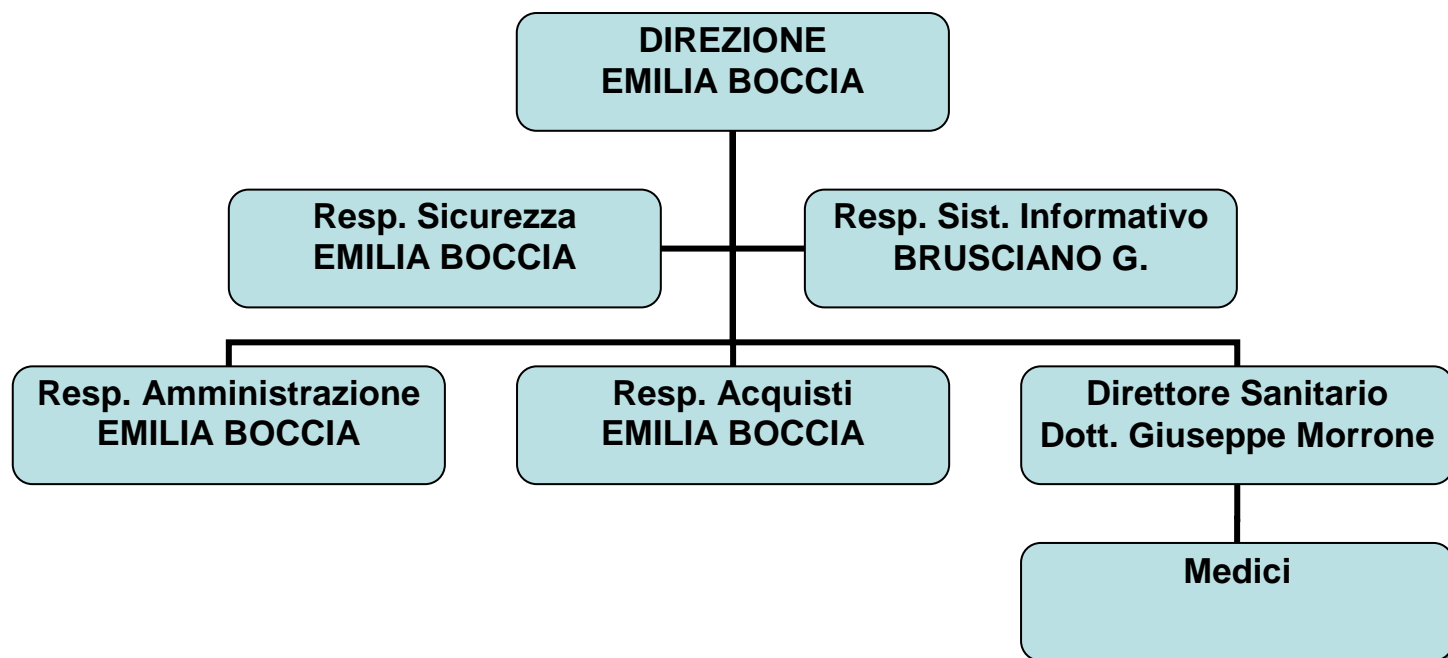 DIREZIONE
EMILIA BOCCIA
Resp. Sicurezza
EMILIA BOCCIA
Resp. Sist. Informativo
BRUSCIANO G.
Resp. Amministrazione
EMILIA BOCCIA
Resp. Acquisti
EMILIA BOCCIA
Direttore Sanitario
Dott. Giuseppe Morrone
Medici